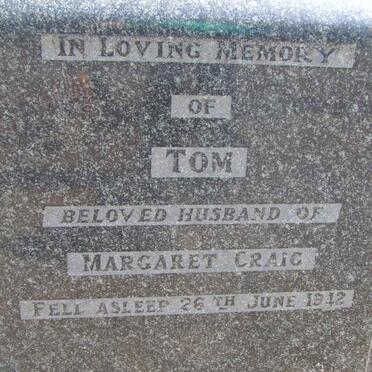 IN LOVING MEMORY
OF
TOM
BELOVED HUSBAND OF
MARGARET CRAIG
FELL ASLEEP 26TH JUNE 1942